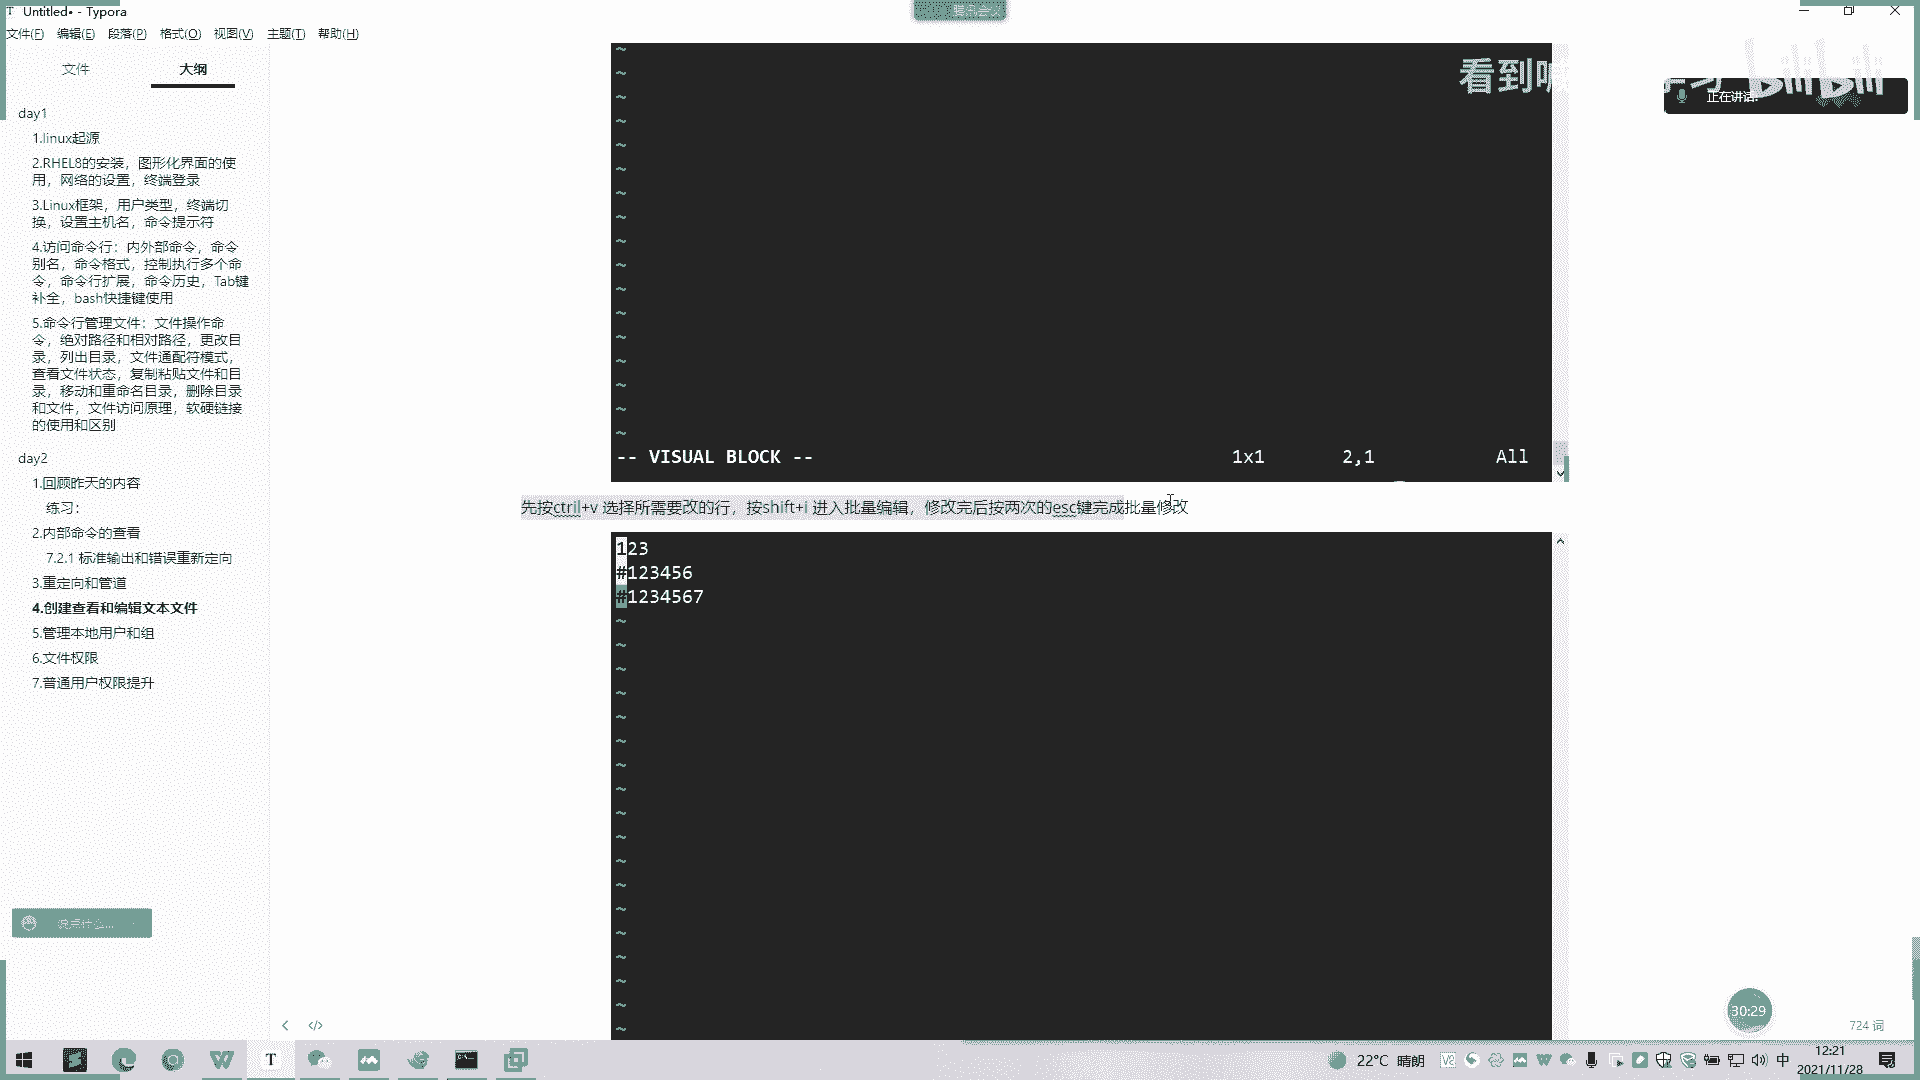 Untitled• - Typora
文件(F) 编辑(E) 段落(P) 格式(O) 视图(V) 主题(T) 帮助(H)
文件 大纲
day1
1.linux起源
2.RHEL8的安装，图形化界面的使
用，网络的设置，终端登录
3.Linux框架，用户类型，终端切
换，设置主机名，命令提示符
4.访问命令行：内外部命令，命令
别名，命令格式，控制执行多个命
令，命令行扩展，命令历史，Tab键
补全，bash快捷键使用
5.命令行管理文件：文件操作命
令，绝对路径和相对路径，更改目
录，列出目录，文件通配符模式，
查看文件状态，复制粘贴文件和目
录，移动和重命名目录，删除目录
和文件，文件访问原理，软硬链接
的使用和区别
day2
1.回顾昨天的内容
练习：
2.内部命令的查看
7.2.1 标准输出和错误重新定向
3.重定向和管道
4.创建查看和编辑文本文件
5.管理本地用户和组
6.文件权限
7.普通用户权限提升
说点什么...
看到喊
bilibili
正在讲话:
-- VISUAL BLOCK -- 1x1 2,1 All
先按ctril+v 选择所需要改的行，按shift+i 进入批量编辑，修改完后按两次的esc键完成批量修改
123
#123456
#1234567
30:29
724 词
22°C 晴朗
中
12:21
2021/11/28